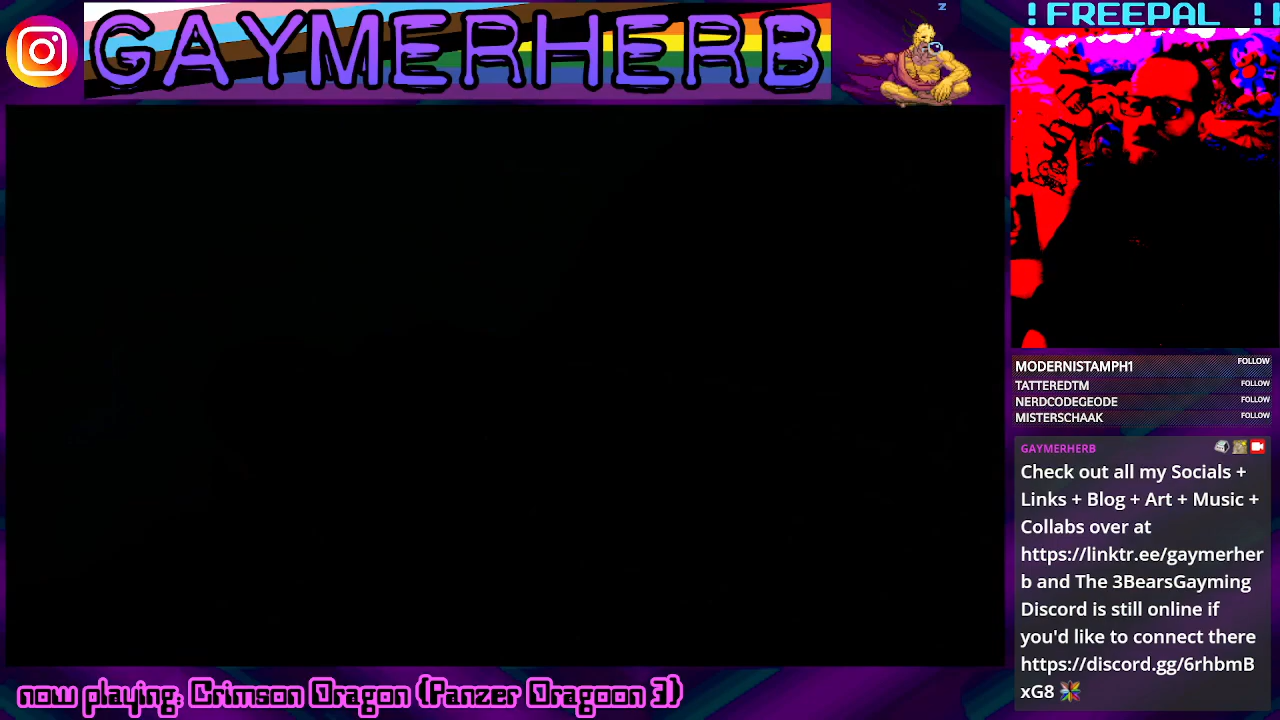 GAYMERHERB
z
!FREEPAL !
MODERNISTAMPH1 FOLLOW
TATTEREDTM FOLLOW
NERDCODEGEODE FOLLOW
MISTERSCHAAK FOLLOW
GAYMERHERB
Check out all my Socials +
Links + Blog + Art + Music +
Collabs over at
https://linktr.ee/gaymerher
b and The 3BearsGayming
Discord is still online if
you'd like to connect there
https://discord.gg/6rhbmB
xG8
now playing: Crimson Dragon (Panzer Dragoon 3)